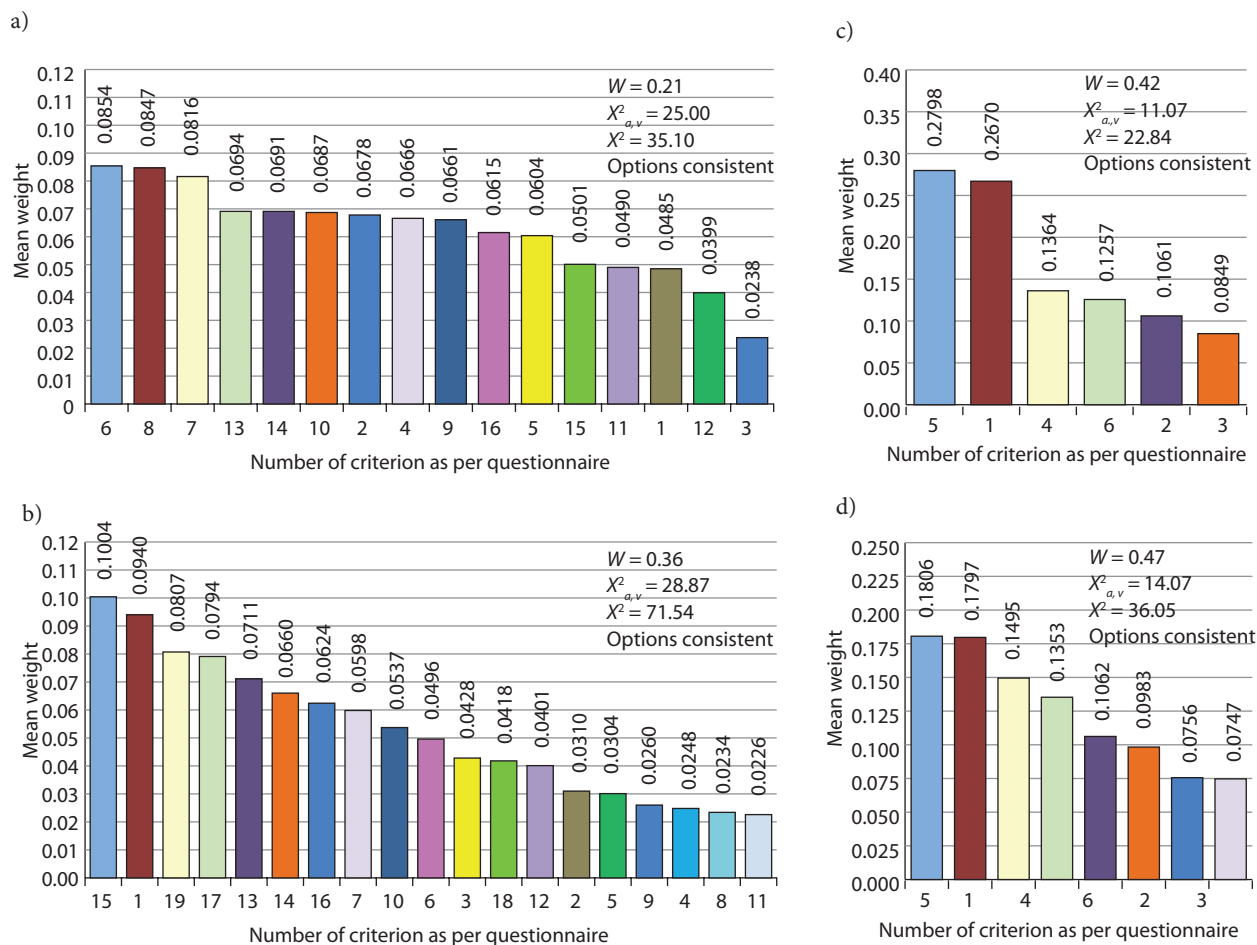 a)
0.12
0.11
0.10
0.09
0.08
0.07
0.06
0.05
0.04
0.03
0.02
0.01
0
Mean weight
0.0854
0.0847
0.0816
0.0694
0.0691
0.0687
0.0678
0.0666
0.0661
0.0615
0.0604
0.0501
0.0490
0.0485
0.0399
0.0238
W = 0.21
X²a, v = 25.00
X² = 35.10
Options consistent
6 8 7 13 14 10 2 4 9 16 5 15 11 1 12 3
Number of criterion as per questionnaire
c)
0.40
0.30
0.25
0.20
0.15
0.10
0.05
0.00
Mean weight
0.2798
0.2670
0.1364
0.1257
0.1061
0.0849
W = 0.42
X²a.,v = 11.07
X² = 22.84
Options consistent
5 1 4 6 2 3
Number of criterion as per questionnaire
b)
0.12
0.11
0.10
0.09
0.08
0.07
0.06
0.05
0.04
0.03
0.02
0.01
0.00
Mean weight
0.1004
0.0940
0.0807
0.0794
0.0711
0.0660
0.0624
0.0598
0.0537
0.0496
0.0428
0.0418
0.0401
0.0310
0.0304
0.0260
0.0248
0.0234
0.0226
W = 0.36
X²a, v = 28.87
X² = 71.54
Options consistent
15 1 19 17 13 14 16 7 10 6 3 18 12 2 5 9 4 8 11
Number of criterion as per questionnaire
d)
0.250
0.225
0.200
0.175
0.150
0.125
0.100
0.075
0.050
0.025
0.000
Mean weight
0.1806
0.1797
0.1495
0.1353
0.1062
0.0983
0.0756
0.0747
W = 0.47
X²a, v = 14.07
X² = 36.05
Options consistent
5 1 4 6 2 3
Number of criterion as per questionnaire